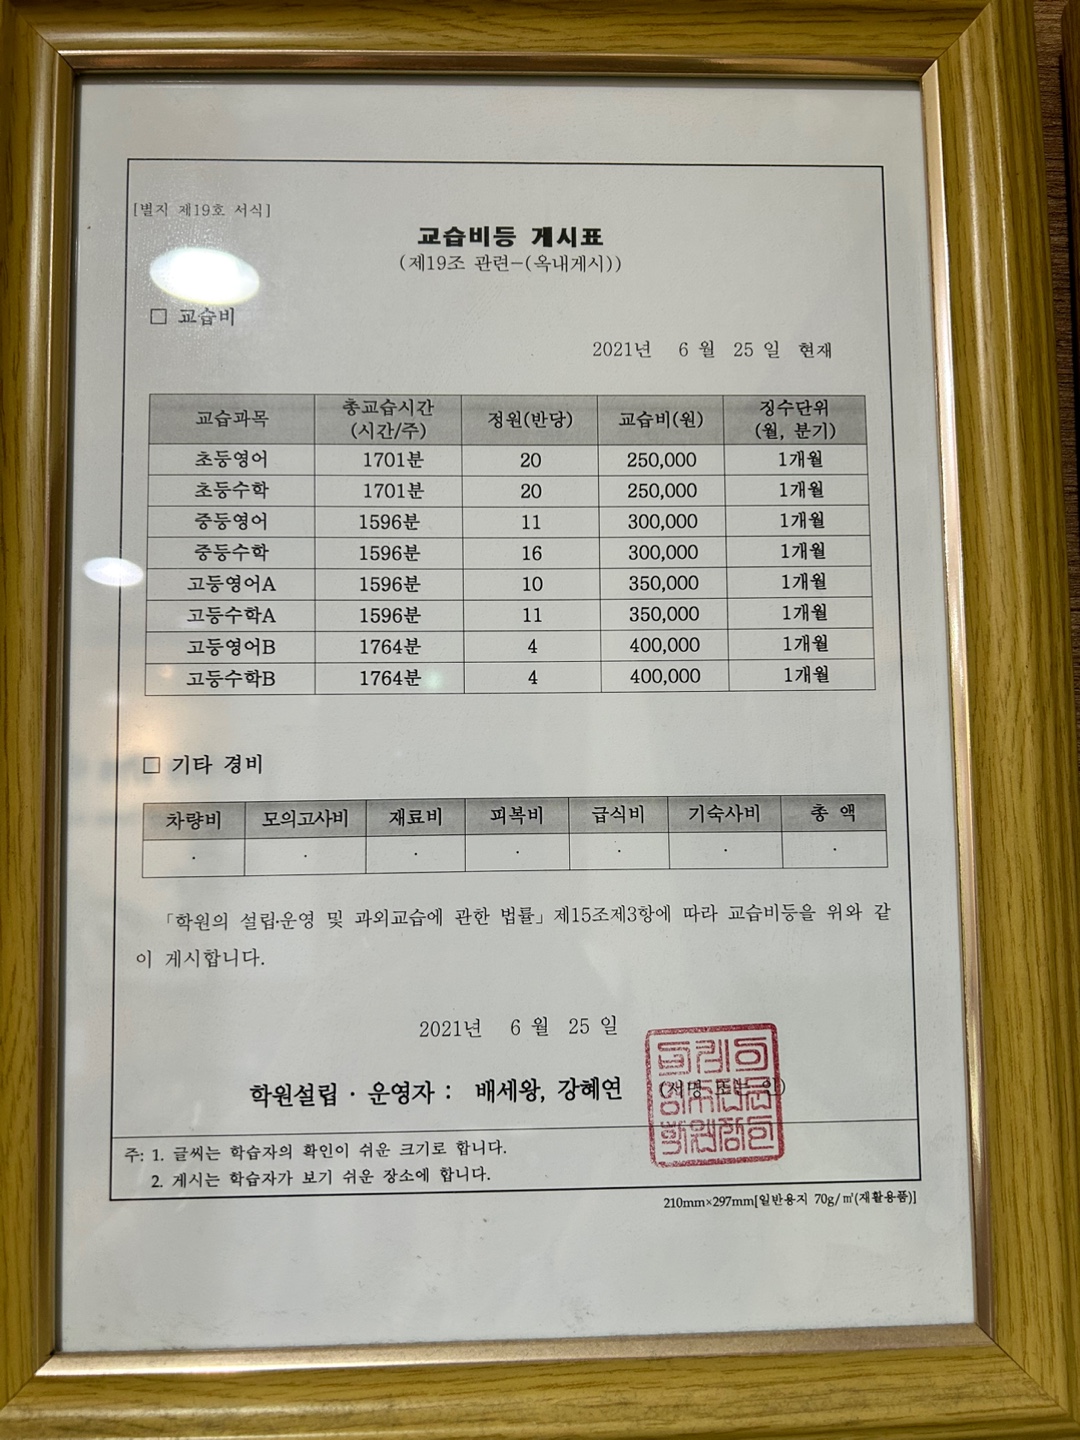 [별지 제19호 서식]
교습비등 게시표
(제19조 관련-(옥내게시))
□ 교습비
2021년 6 월 25 일 현재
교습과목 총교습시간 (시간/주) 정원(반당) 교습비(원) 징수단위 (월, 분기)
초등영어 1701분 20 250,000 1개월
초등수학 1701분 20 250,000 1개월
중등영어 1596분 11 300,000 1개월
중등수학 1596분 16 300,000 1개월
고등영어A 1596분 10 350,000 1개월
고등수학A 1596분 11 350,000 1개월
고등영어B 1764분 4 400,000 1개월
고등수학B 1764분 4 400,000 1개월
□ 기타 경비
차량비 모의고사비 재료비 피복비 급식비 기숙사비 총 액
. . . . . . .
「학원의 설립·운영 및 과외교습에 관한 법률」제15조제3항에 따라 교습비등을 위와 같
이 게시합니다.
2021년 6 월 25 일
학원설립 · 운영자 : 배세왕, 강혜연 (서명 또는 인)
주: 1. 글씨는 학습자의 확인이 쉬운 크기로 합니다.
2. 게시는 학습자가 보기 쉬운 장소에 합니다.
210mm×297mm[일반용지 70g/㎡(재활용품)]